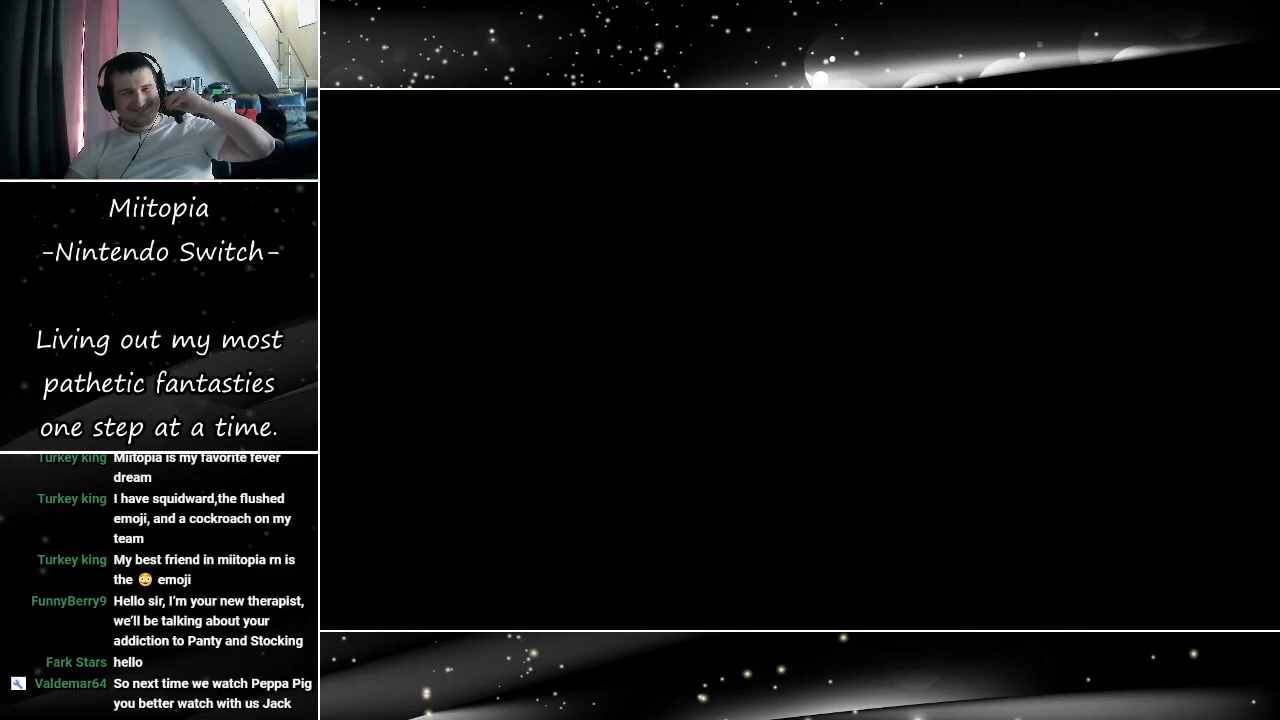 Miitopia
-Nintendo Switch-
Living out my most
pathetic fantasties
one step at a time.
Turkey king Miitopia is my favorite fever
dream
Turkey king I have squidward,the flushed
emoji, and a cockroach on my
team
Turkey king My best friend in miitopia rn is
the 😳 emoji
FunnyBerry9 Hello sir, I'm your new therapist,
we'll be talking about your
addiction to Panty and Stocking
Fark Stars hello
Valdemar64 So next time we watch Peppa Pig
you better watch with us Jack